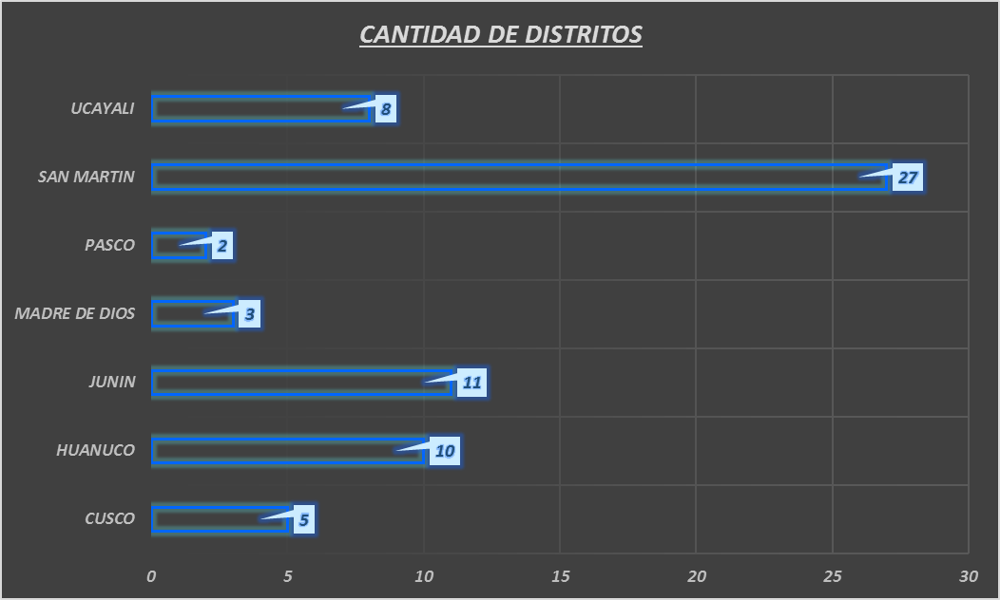 CANTIDAD DE DISTRITOS
UCAYALI 8
SAN MARTIN 27
PASCO 2
MADRE DE DIOS 3
JUNIN 11
HUANUCO 10
CUSCO 5
0 5 10 15 20 25 30